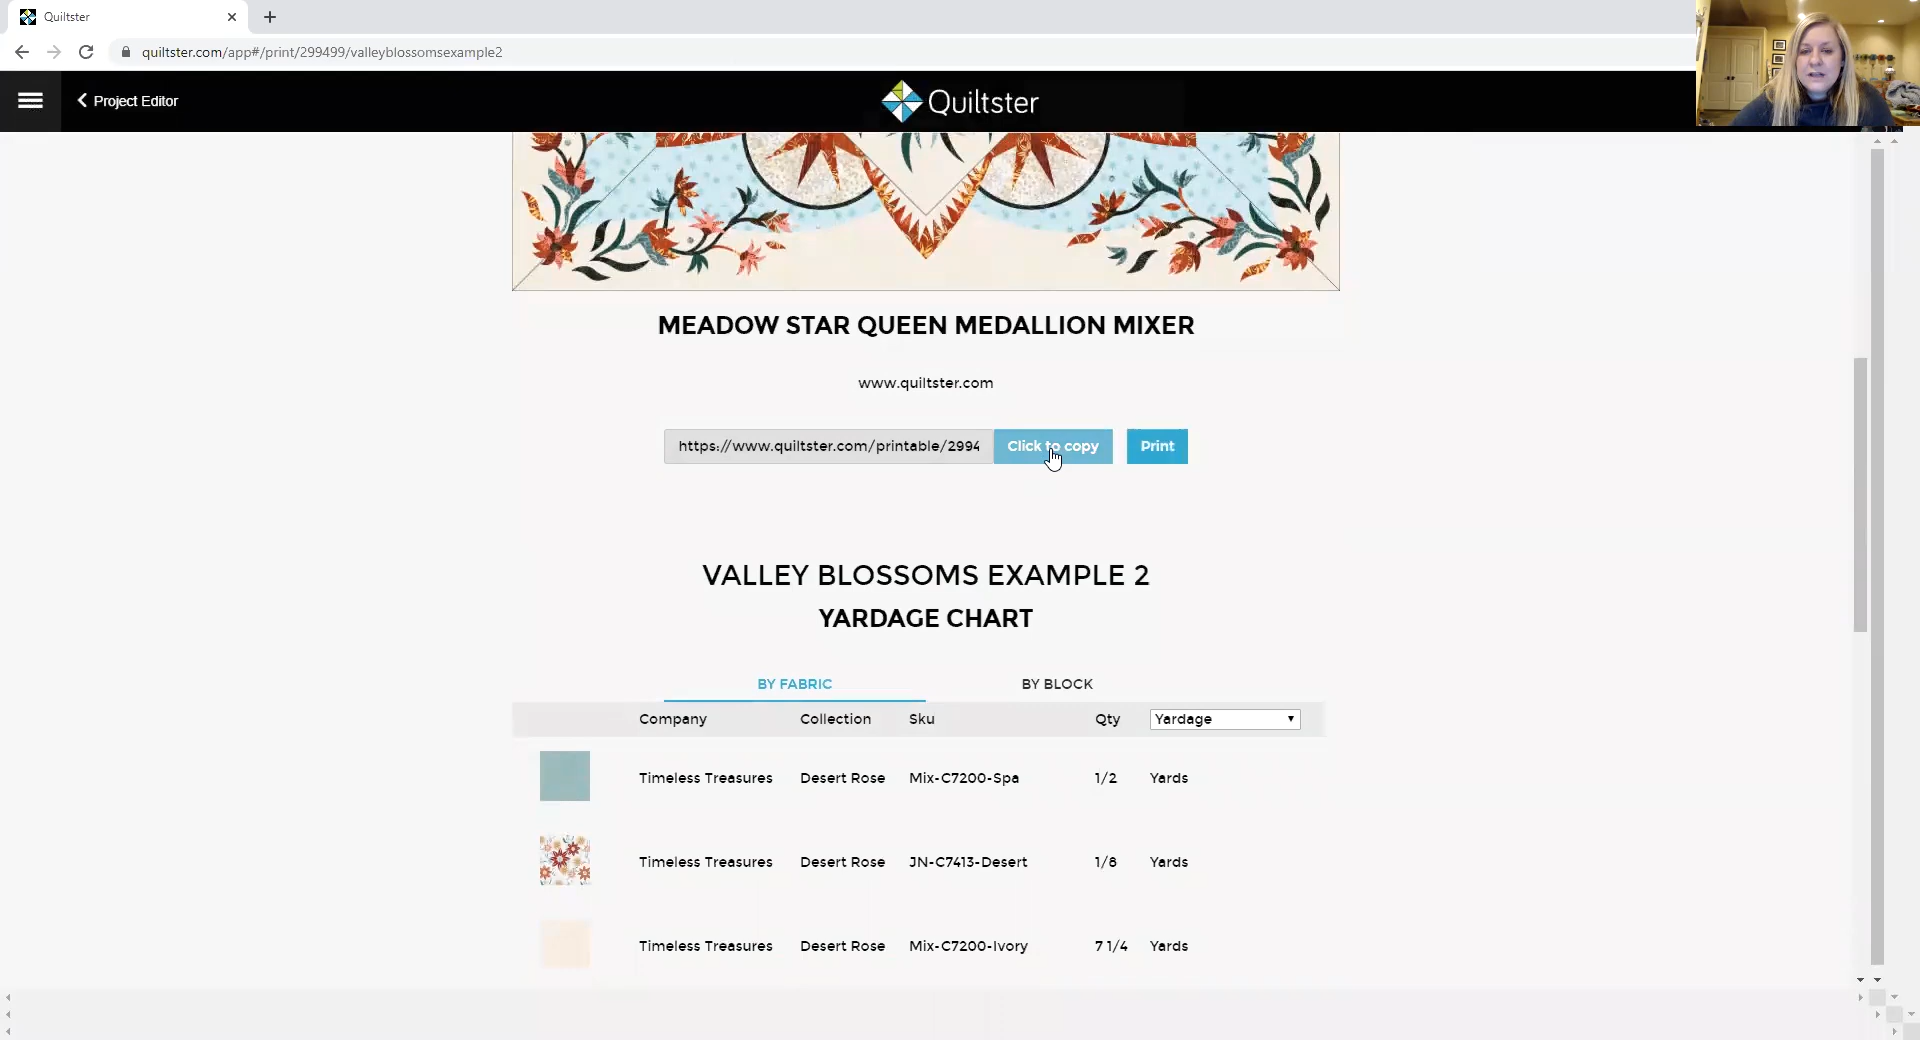 Quiltster
quiltster.com/app#/print/299499/valleyblossomsexample2
Project Editor
Quiltster
MEADOW STAR QUEEN MEDALLION MIXER
www.quiltster.com
https://www.quiltster.com/printable/2994
Click to copy
Print
VALLEY BLOSSOMS EXAMPLE 2
YARDAGE CHART
BY FABRIC BY BLOCK
Company Collection Sku Qty Yardage
Timeless Treasures Desert Rose Mix-C7200-Spa 1/2 Yards
Timeless Treasures Desert Rose JN-C7413-Desert 1/8 Yards
Timeless Treasures Desert Rose Mix-C7200-Ivory 7 1/4 Yards